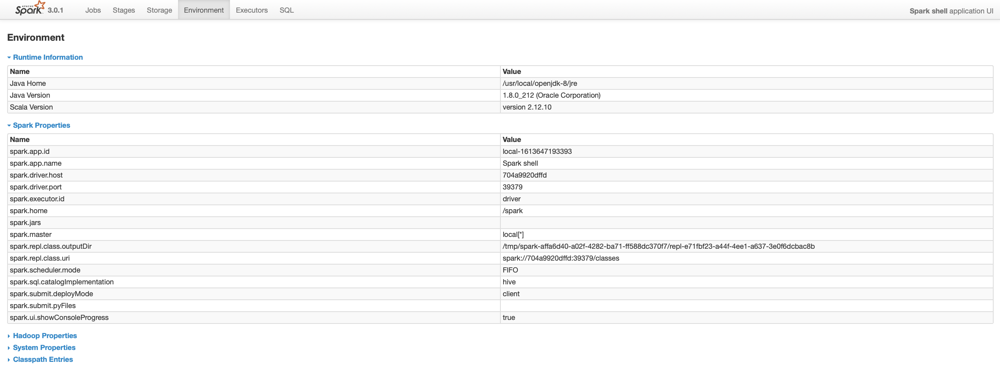 APACHE Spark 3.0.1 Jobs Stages Storage Environment Executors SQL Spark shell application UI
Environment
Runtime Information
Name Value
Java Home /usr/local/openjdk-8/jre
Java Version 1.8.0_212 (Oracle Corporation)
Scala Version version 2.12.10
Spark Properties
Name Value
spark.app.id local-1613647193393
spark.app.name Spark shell
spark.driver.host 704a9920dffd
spark.driver.port 39379
spark.executor.id driver
spark.home /spark
spark.jars
spark.master local[*]
spark.repl.class.outputDir /tmp/spark-affa6d40-a02f-4282-ba71-ff588dc370f7/repl-e71fbf23-a44f-4ee1-a637-3e0f6dcbac8b
spark.repl.class.uri spark://704a9920dffd:39379/classes
spark.scheduler.mode FIFO
spark.sql.catalogImplementation hive
spark.submit.deployMode client
spark.submit.pyFiles
spark.ui.showConsoleProgress true
Hadoop Properties
System Properties
Classpath Entries